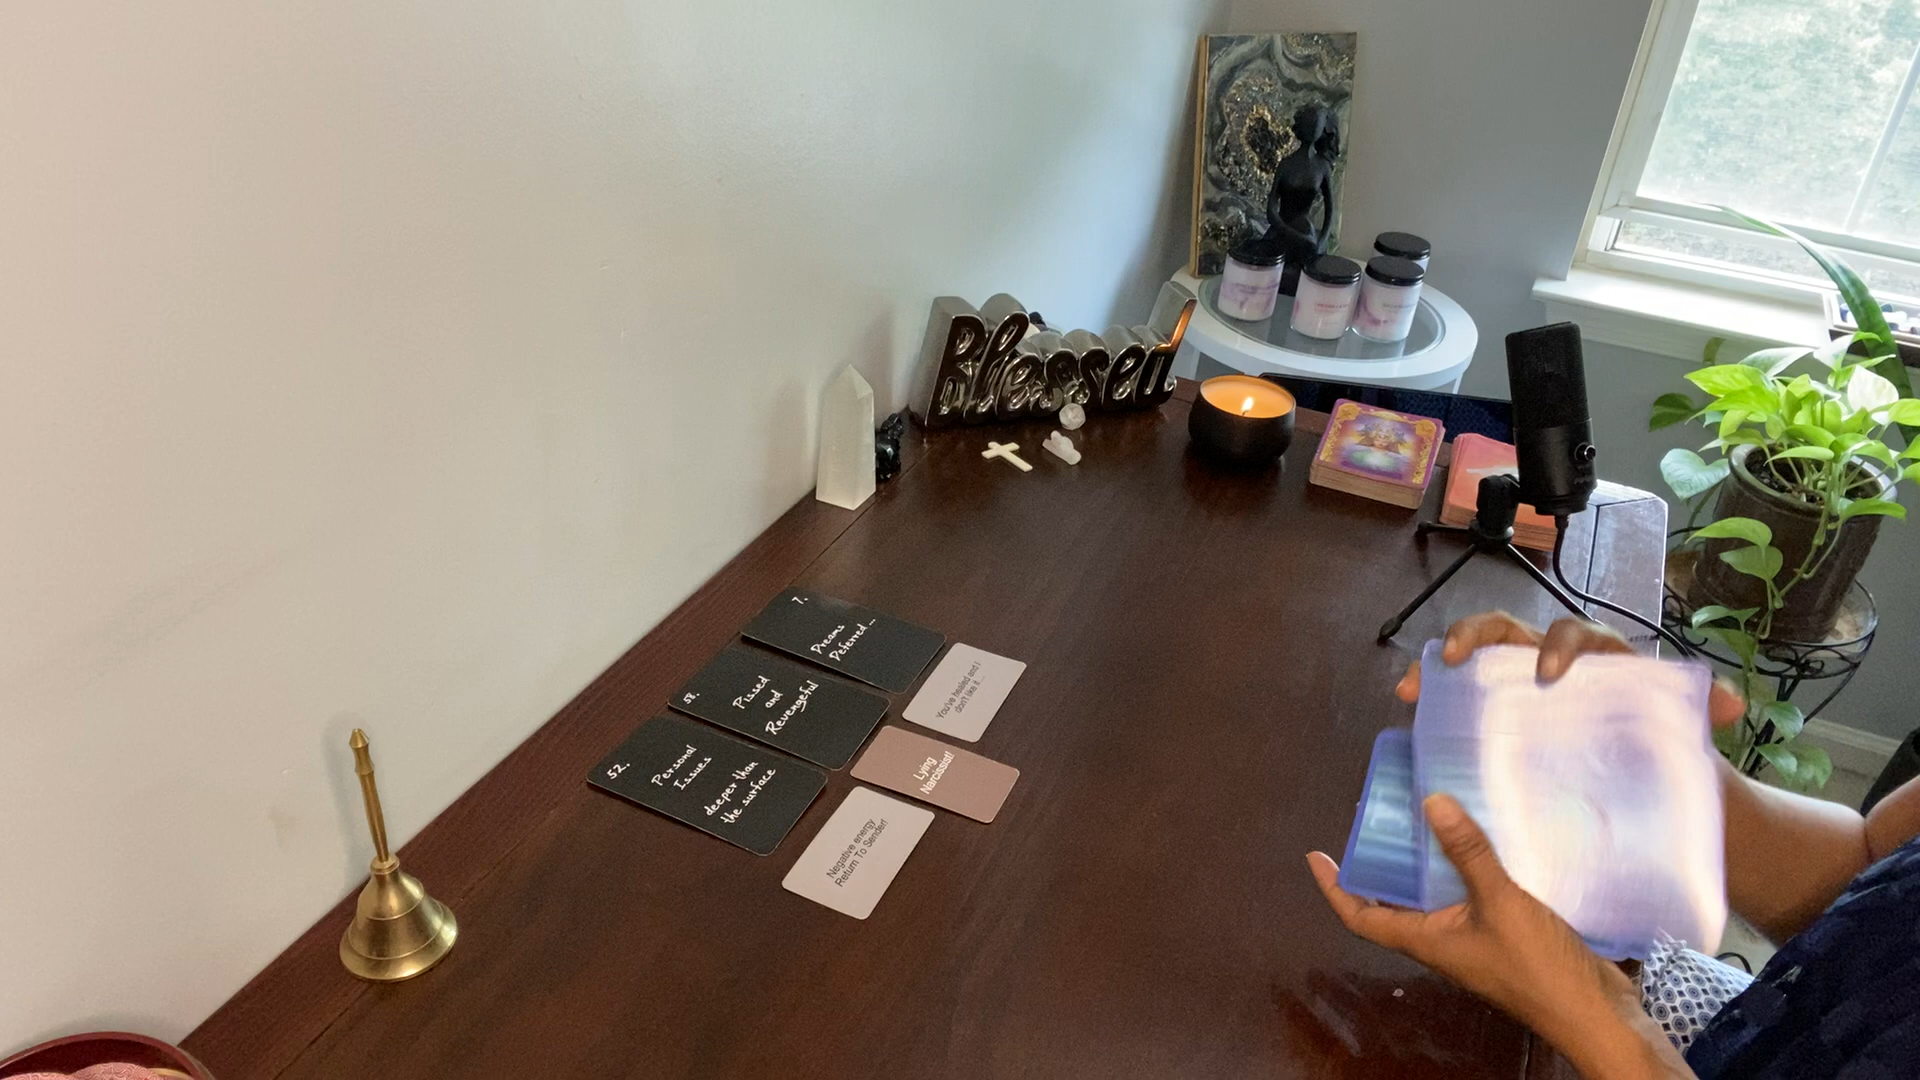 Blessed
7.
Dreams
Deferred...
58.
Pissed
and
Revengeful
52.
Personal
Issues
deeper than
the surface
You've healed and I
don't like it...
Lying
Narcissist!
Negative energy
Return To Sender!